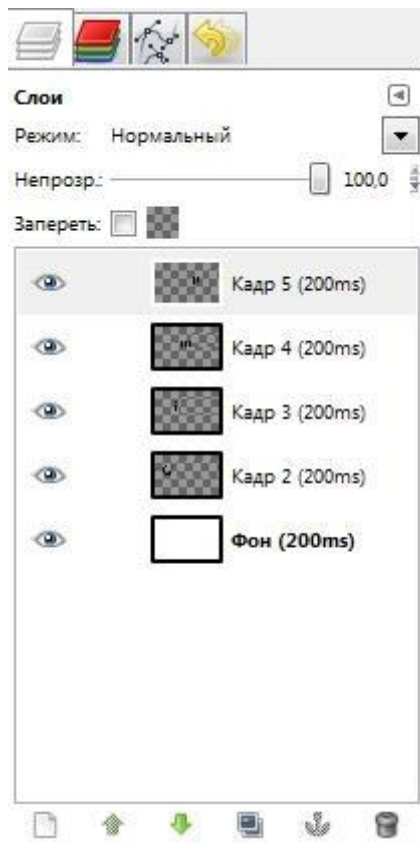 Слои
Режим: Нормальный
Непрозр.: 100,0
Запереть:
Кадр 5 (200ms)
Кадр 4 (200ms)
Кадр 3 (200ms)
Кадр 2 (200ms)
Фон (200ms)